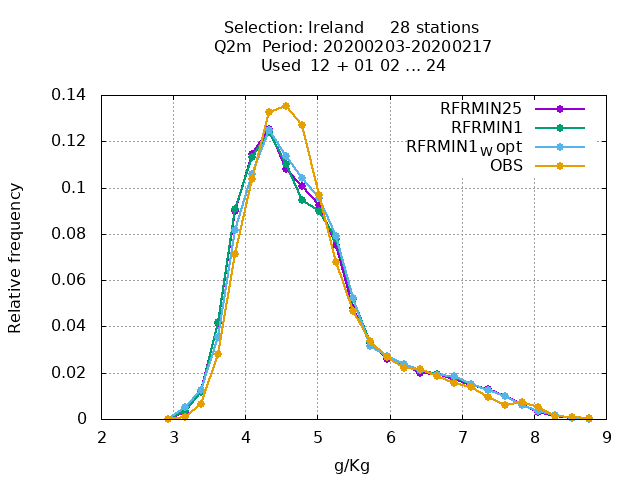 Selection: Ireland 28 stations
Q2m Period: 20200203-20200217
Used 12 + 01 02 ... 24
RFRMIN25
RFRMIN1
RFRMIN1W opt
OBS
0.14
0.12
0.1
0.08
0.06
0.04
0.02
0
Relative frequency
2 3 4 5 6 7 8 9
g/Kg